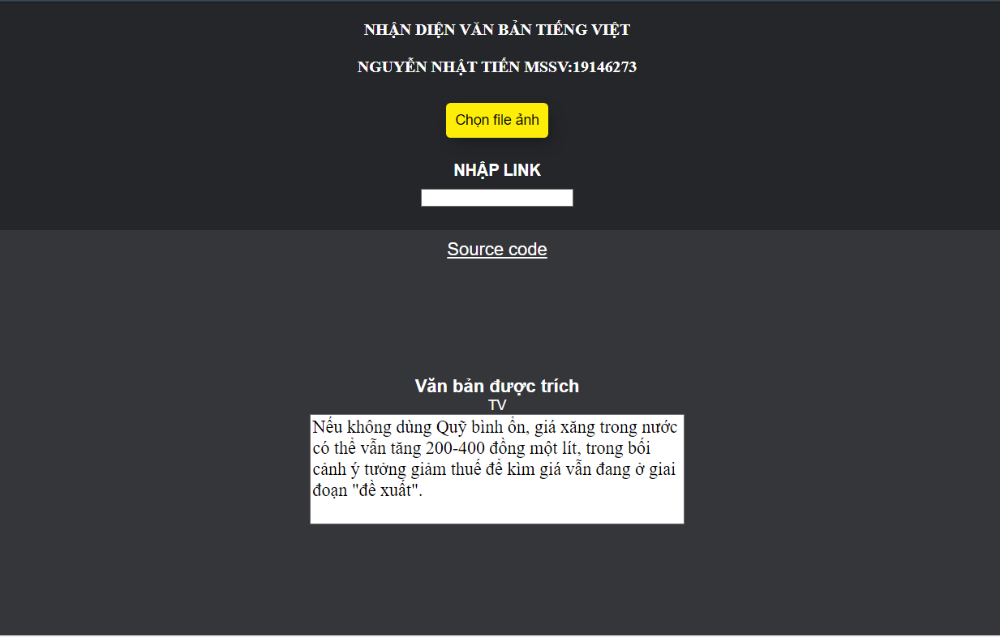 NHẬN DIỆN VĂN BẢN TIẾNG VIỆT
NGUYỄN NHẬT TIẾN MSSV:19146273
Chọn file ảnh
NHẬP LINK
Source code
Văn bản được trích
TV
Nếu không dùng Quỹ bình ổn, giá xăng trong nước
có thể vẫn tăng 200-400 đồng một lít, trong bối
cảnh ý tưởng giảm thuế để kìm giá vẫn đang ở giai
đoạn "đề xuất".